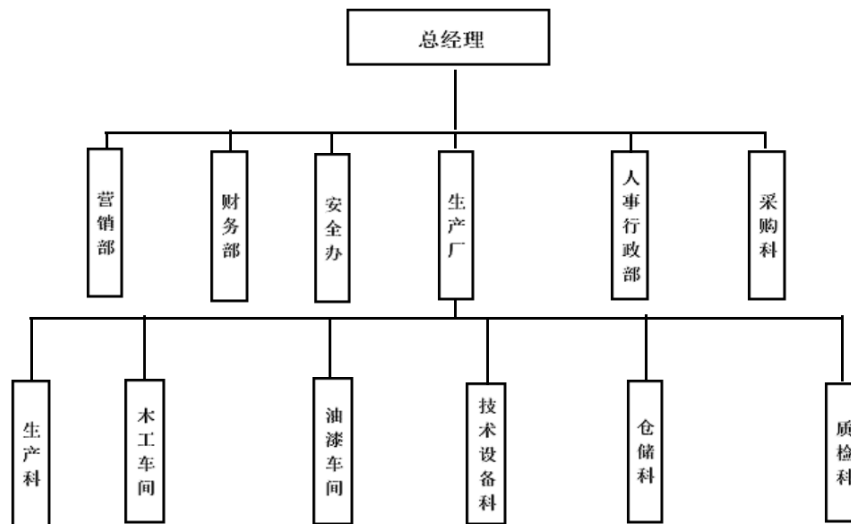 总经理
营销部
财务部
安全办
生产厂
人事行政部
采购科
生产科
木工车间
油漆车间
技术设备科
仓储科
质检科